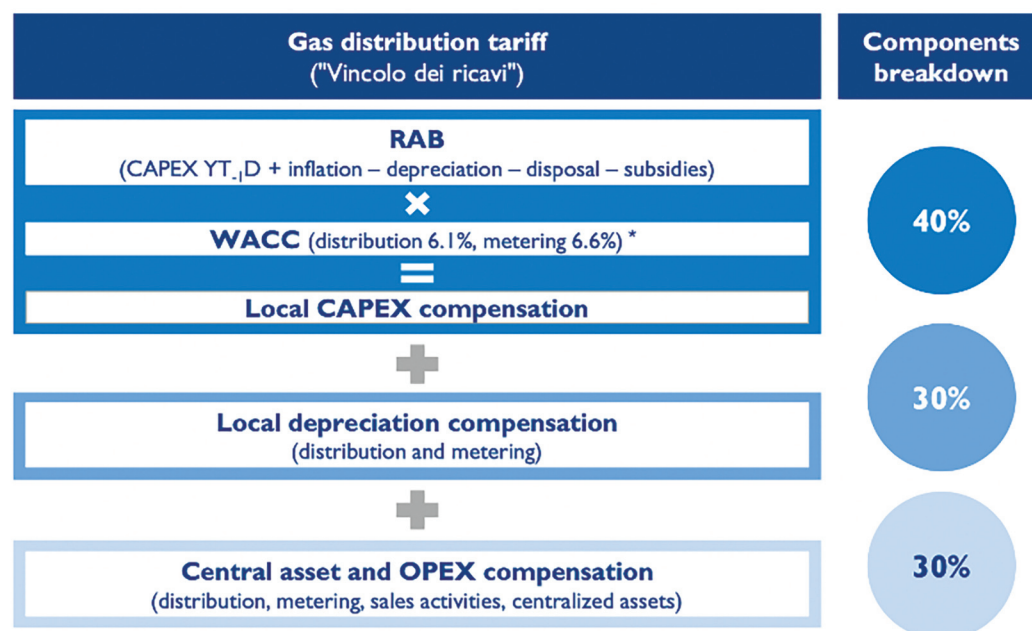 Gas distribution tariff
("Vincolo dei ricavi")
Components
breakdown
RAB
(CAPEX YT-1D + inflation – depreciation – disposal – subsidies)
×
WACC (distribution 6.1%, metering 6.6%) *
=
Local CAPEX compensation
40%
+
Local depreciation compensation
(distribution and metering)
30%
+
Central asset and OPEX compensation
(distribution, metering, sales activities, centralized assets)
30%